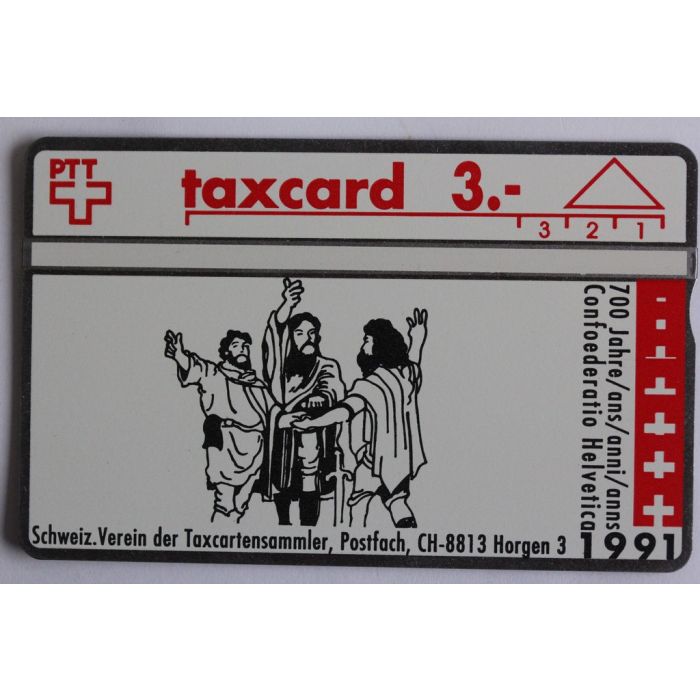 PTT
taxcard 3.-
3 2 1
700 Jahre/ans/anni/anns
Confoederatio Helvetica
Schweiz.Verein der Taxcartensammler, Postfach, CH-8813 Horgen 3
1991